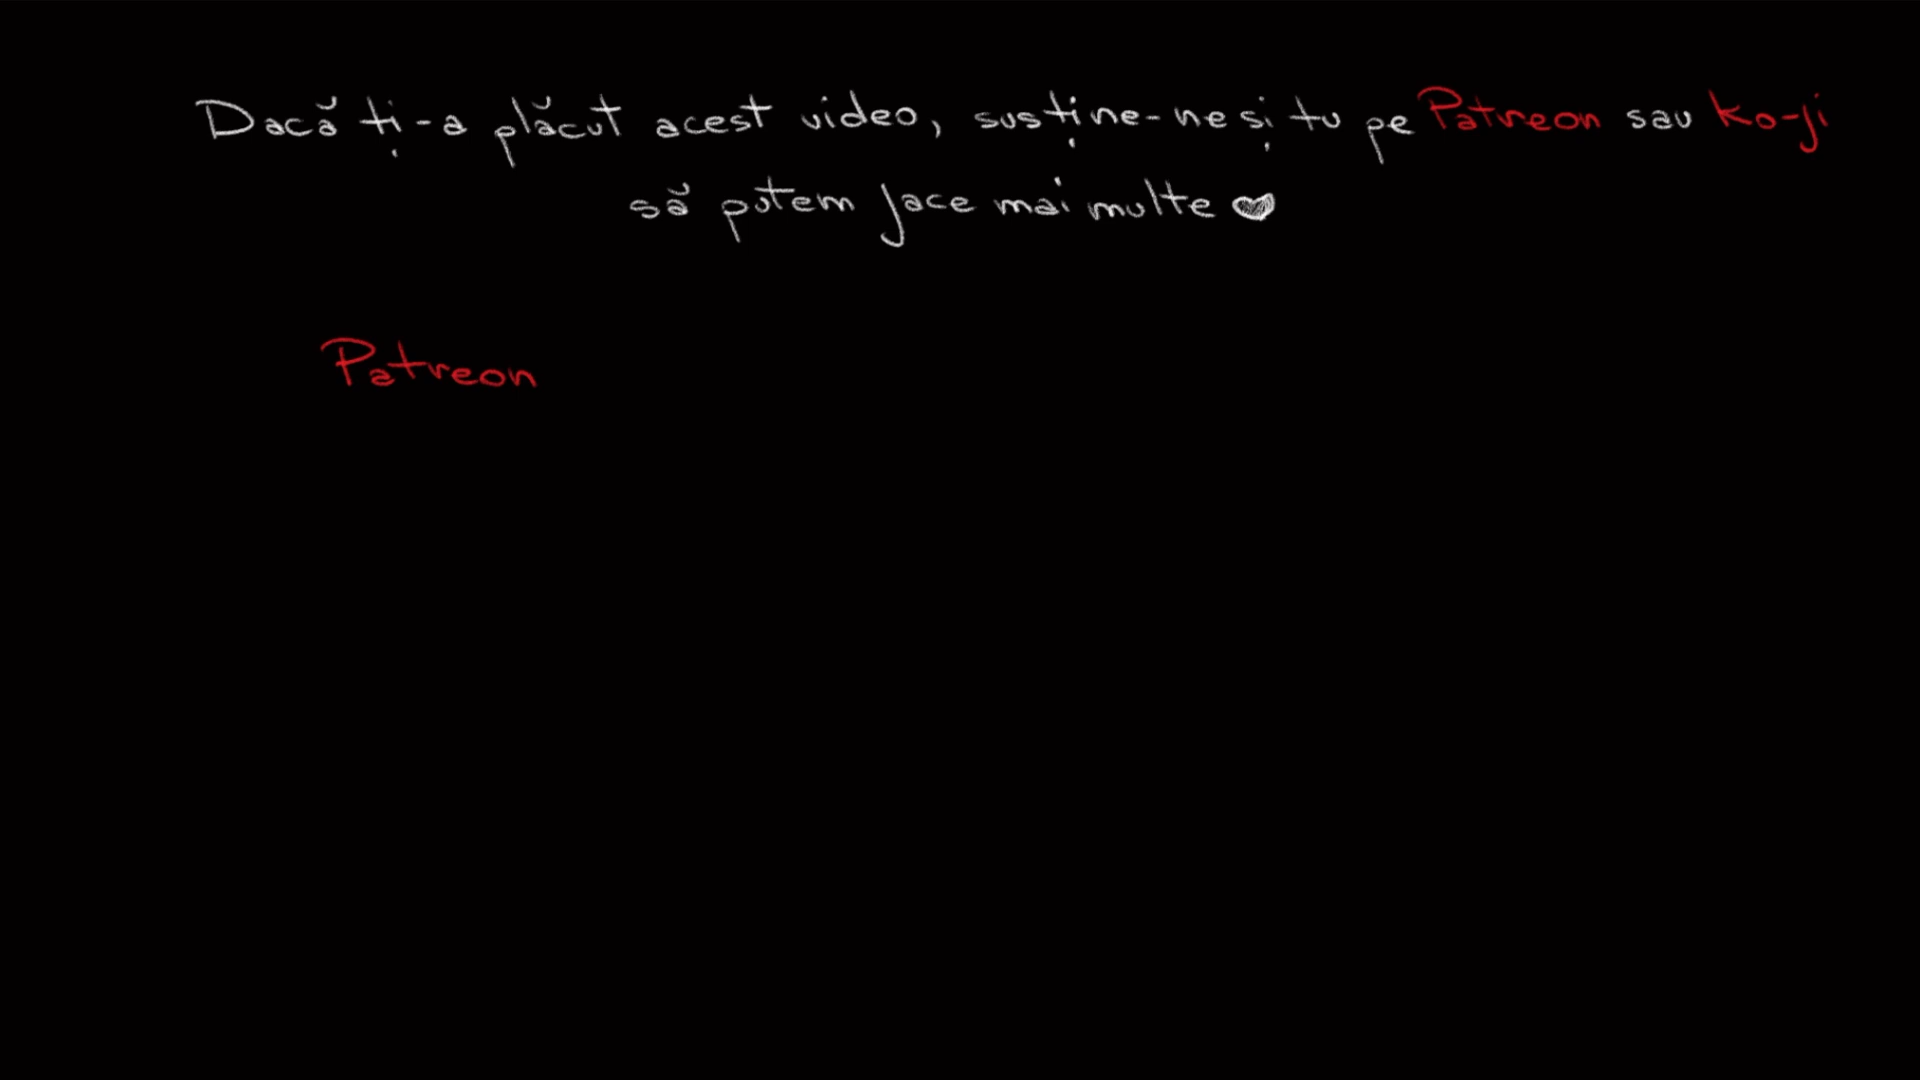 Dacă ți-a plăcut acest video, susține-ne și tu pe Patreon sau ko-fi
să putem face mai multe
Patreon